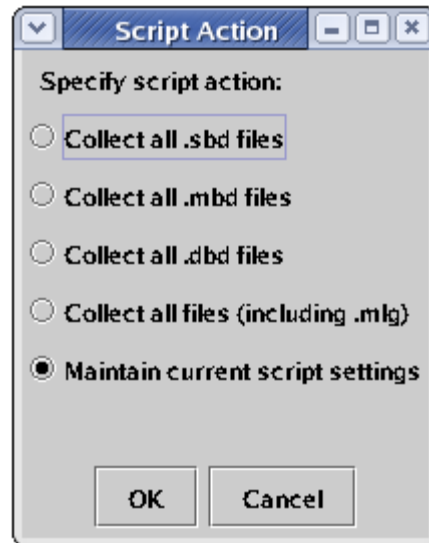 Script Action
Specify script action:
Collect all .sbd files
Collect all .mbd files
Collect all .dbd files
Collect all files (including .mlg)
Maintain current script settings
OK Cancel